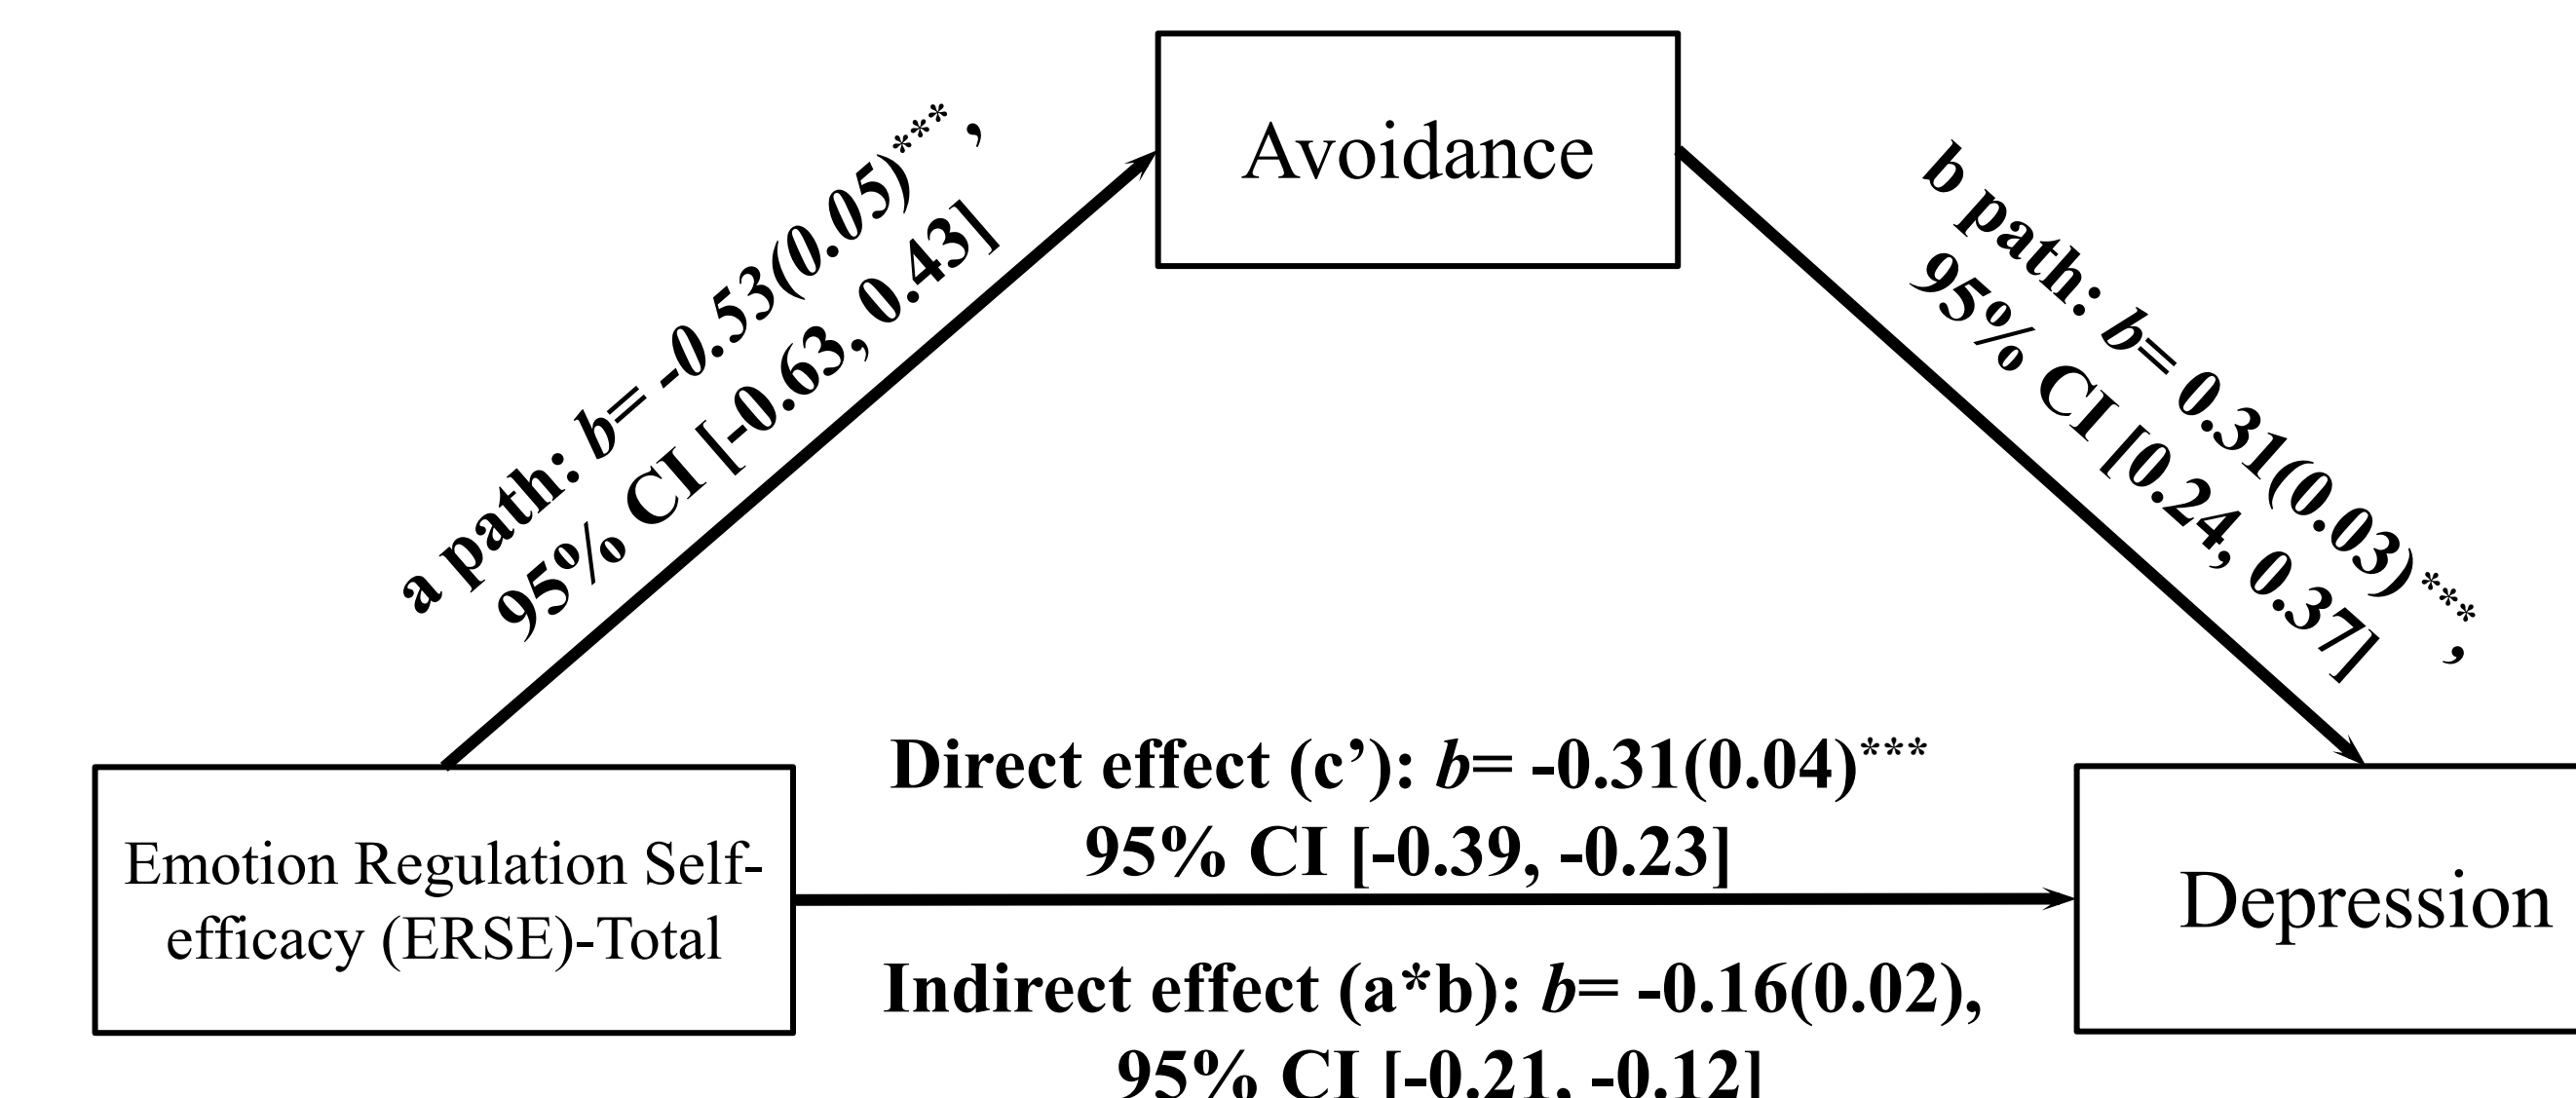 Avoidance
a path: b= -0.53(0.05)***,
95% CI [-0.63, 0.43]
b path: b= 0.31(0.03)***,
95% CI [0.24, 0.37]
Direct effect (c’): b= -0.31(0.04)***
95% CI [-0.39, -0.23]
Emotion Regulation Self-
efficacy (ERSE)-Total
Depression
Indirect effect (a*b): b= -0.16(0.02),
95% CI [-0.21, -0.12]